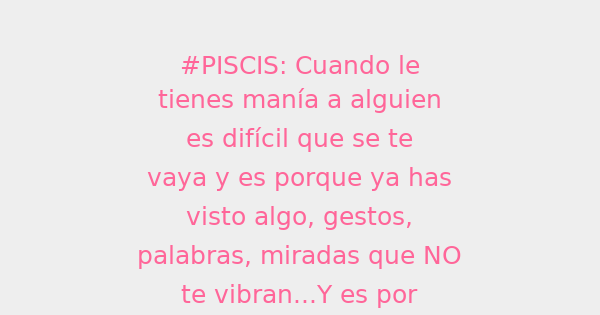 #PISCIS: Cuando le
tienes manía a alguien
es difícil que se te
vaya y es porque ya has
visto algo, gestos,
palabras, miradas que NO
te vibran...Y es por